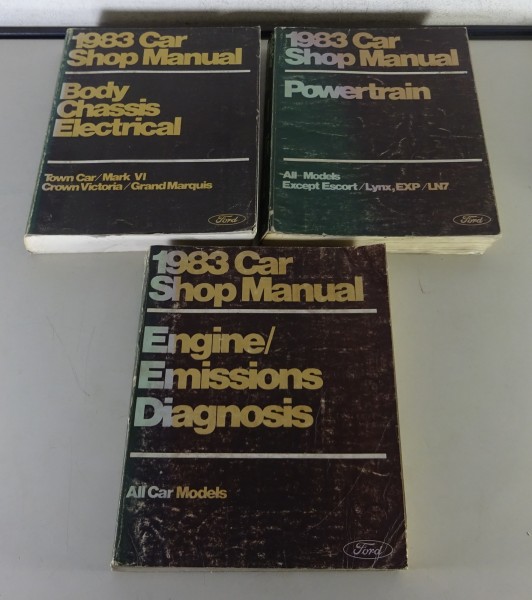 1983 Car
Shop Manual
Body
Chassis
Electrical
Town Car/Mark VI
Crown Victoria/Grand Marquis
Ford
1983 Car
Shop Manual
Powertrain
All Models
Except Escort/Lynx, EXP/LN7
Ford
1983 Car
Shop Manual
Engine/
Emissions
Diagnosis
All Car Models
Ford